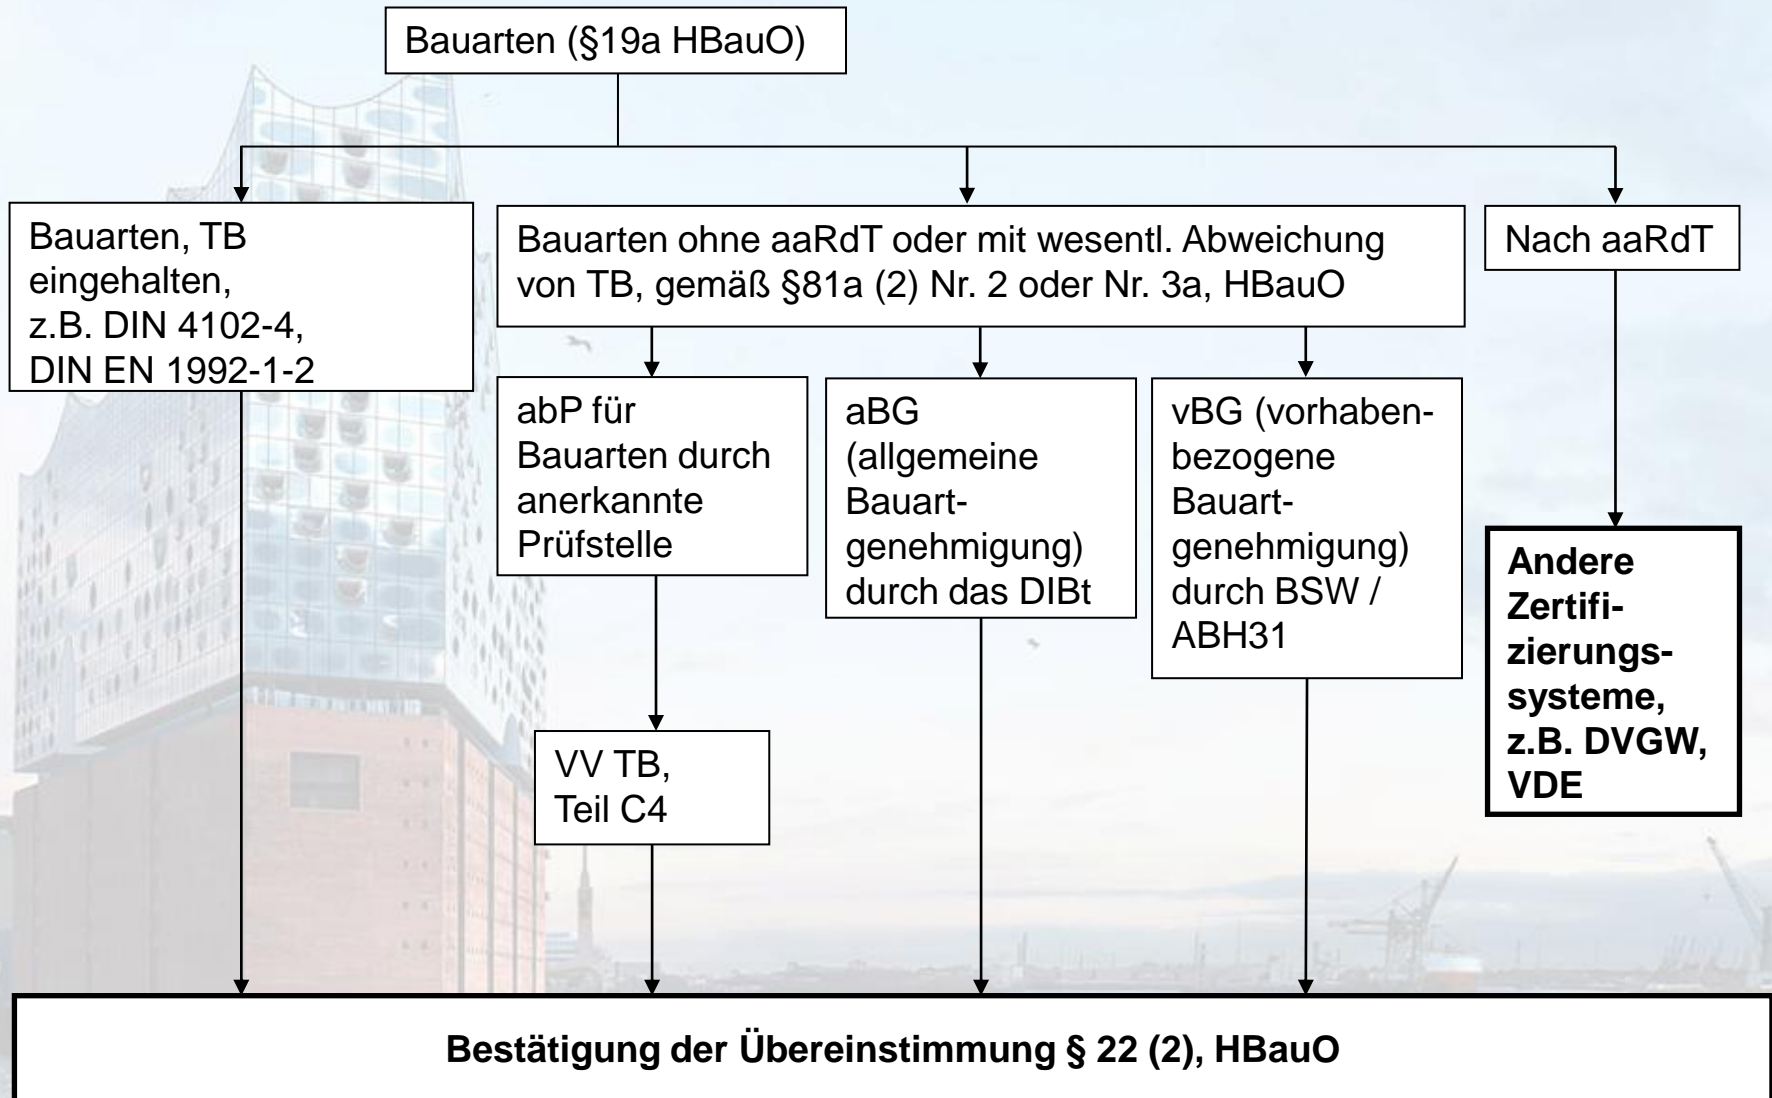 Bauarten (§19a HBauO)
Bauarten, TB
eingehalten,
z.B. DIN 4102-4,
DIN EN 1992-1-2
Bauarten ohne aaRdT oder mit wesentl. Abweichung
von TB, gemäß §81a (2) Nr. 2 oder Nr. 3a, HBauO
Nach aaRdT
abP für
Bauarten durch
anerkannte
Prüfstelle
aBG
(allgemeine
Bauart-
genehmigung)
durch das DIBt
vBG (vorhaben-
bezogene
Bauart-
genehmigung)
durch BSW /
ABH31
Andere
Zertifi-
zierungs-
systeme,
z.B. DVGW,
VDE
VV TB,
Teil C4
Bestätigung der Übereinstimmung § 22 (2), HBauO